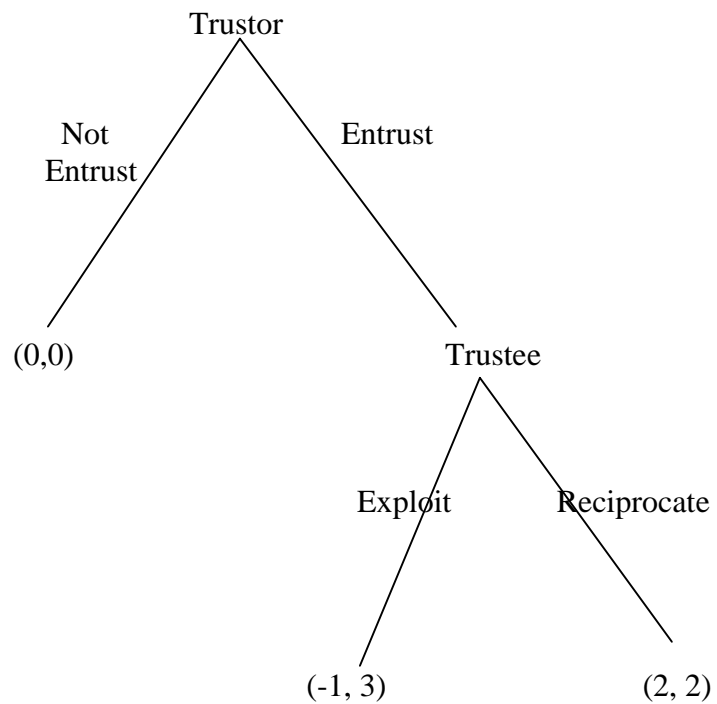 Trustor
Not
Entrust
Entrust
(0,0)
Trustee
Exploit
Reciprocate
(-1, 3)
(2, 2)